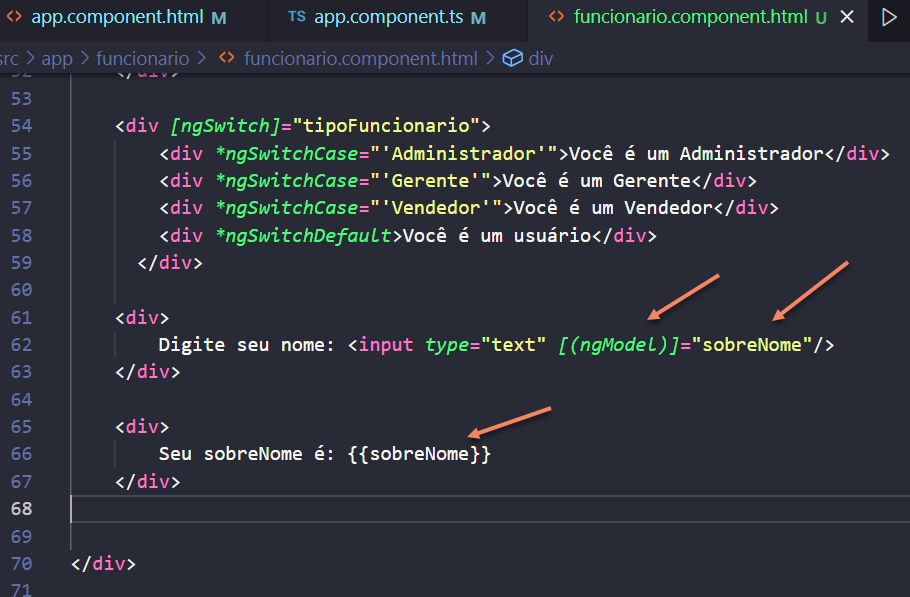 app.component.html M TS app.component.ts M funcionario.component.html U
src > app > funcionario > funcionario.component.html > div
52 </div>
53
54 <div [ngSwitch]="tipoFuncionario">
55 <div *ngSwitchCase="'Administrador'">Você é um Administrador</div>
56 <div *ngSwitchCase="'Gerente'">Você é um Gerente</div>
57 <div *ngSwitchCase="'Vendedor'">Você é um Vendedor</div>
58 <div *ngSwitchDefault>Você é um usuário</div>
59 </div>
60
61 <div>
62 Digite seu nome: <input type="text" [(ngModel)]="sobreNome"/>
63 </div>
64
65 <div>
66 Seu sobreNome é: {{sobreNome}}
67 </div>
68
69
70 </div>
71